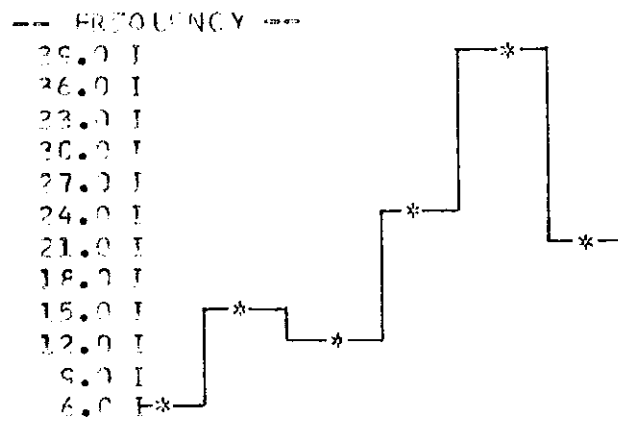 -- FREQUENCY --
39.0 I
36.0 I
33.0 I
30.0 I
27.0 I
24.0 I
21.0 I
18.0 I
15.0 I
12.0 I
9.0 I
6.0 I